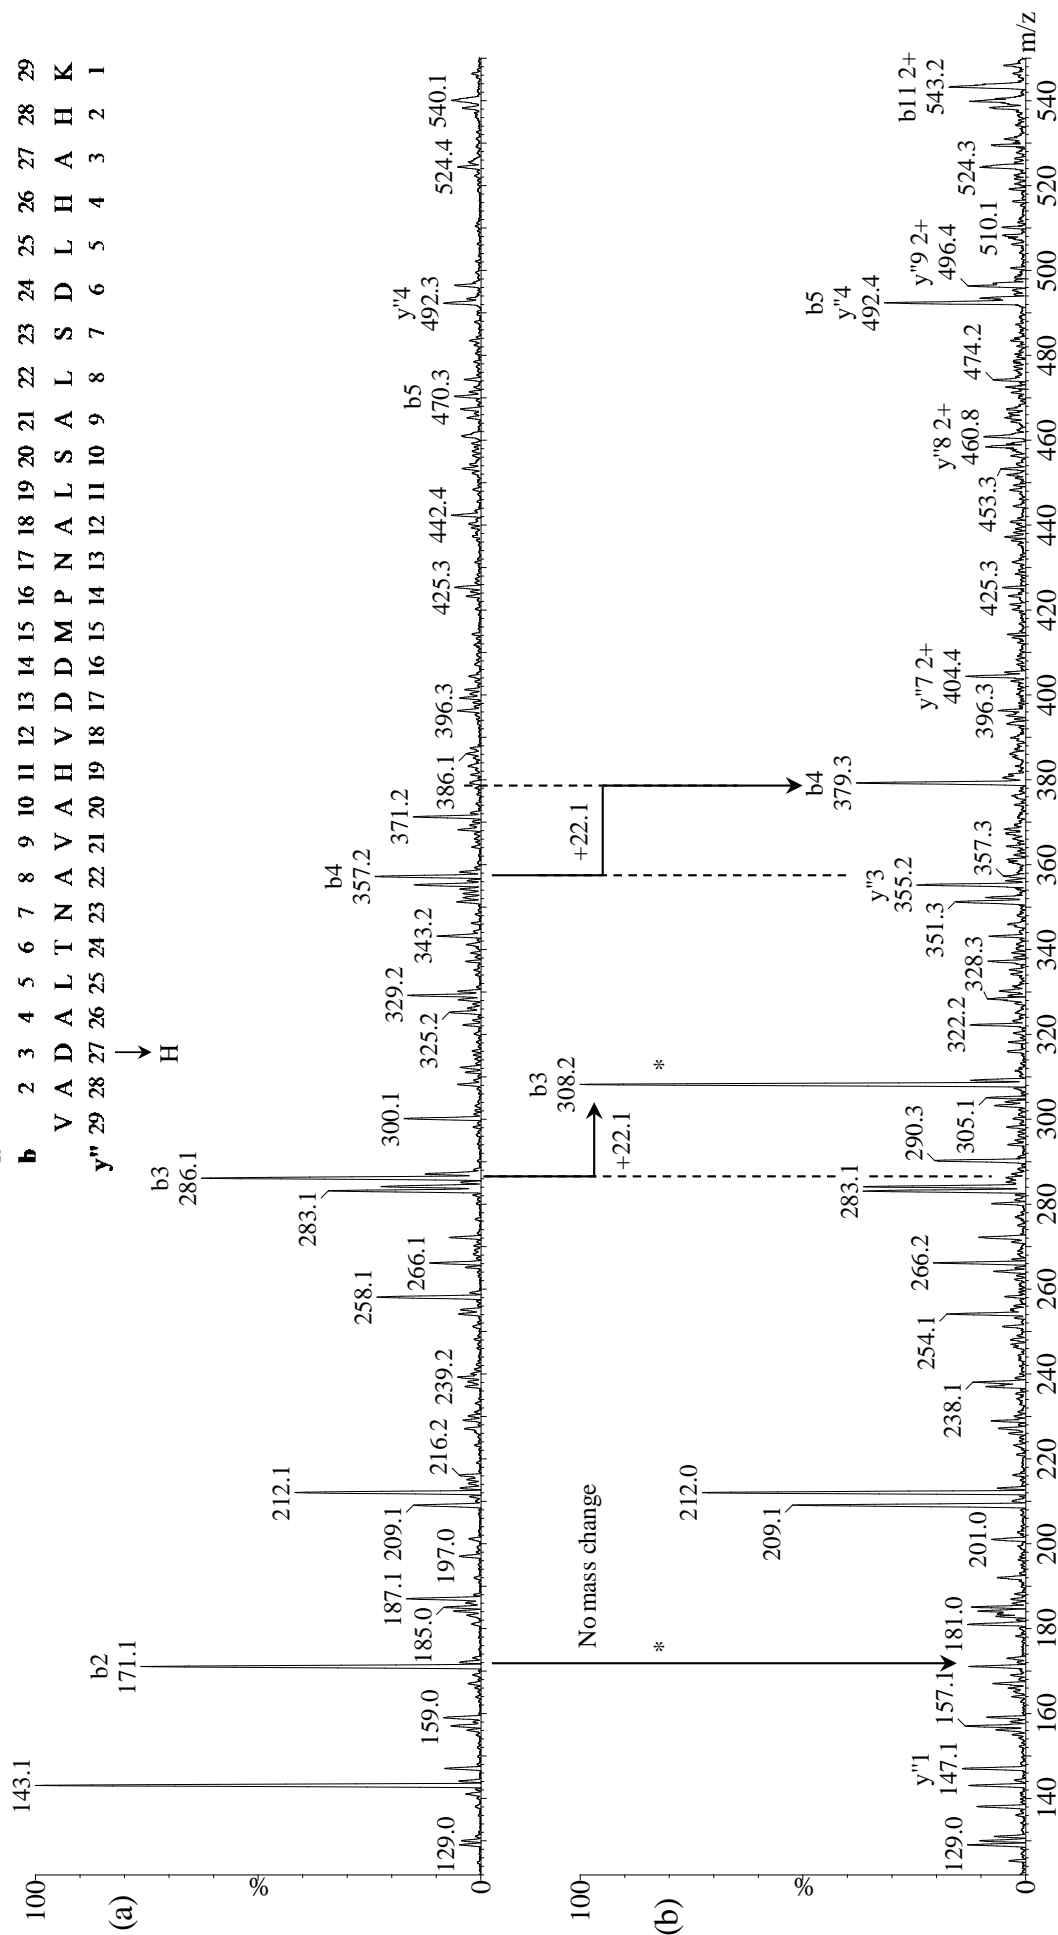 b 2 3 4 5 6 7 8 9 10 11 12 13 14 15 16 17 18 19 20 21 22 23 24 25 26 27 28 29
V A D A L T N A V A H V D D M P N A L S A L S D L H A H K
y" 29 28 27 26 25 24 23 22 21 20 19 18 17 16 15 14 13 12 11 10 9 8 7 6 5 4 3 2 1
H
(a)
100
%
0
129.0
143.1
159.0
b2
171.1
185.0
187.1
197.0
209.1
212.1
216.2
239.2
258.1
266.1
283.1
b3
286.1
300.1
325.2
329.2
343.2
b4
357.2
371.2
386.1
396.3
425.3
442.4
b5
470.3
y"4
492.3
524.4
540.1
(b)
100
%
0
No mass change
*
+22.1
+22.1
129.0
y"1
147.1
157.1
181.0
201.0
209.1
212.0
238.1
254.1
266.2
283.1
290.3
305.1
b3
308.2
*
322.2
328.3
351.3
y"3
355.2
357.3
b4
379.3
396.3
y"7 2+
404.4
425.3
453.3
y"8 2+
460.8
474.2
b5
y"4
492.4
y"9 2+
496.4
510.1
524.3
b11 2+
543.2
140 160 180 200 220 240 260 280 300 320 340 360 380 400 420 440 460 480 500 520 540
m/z